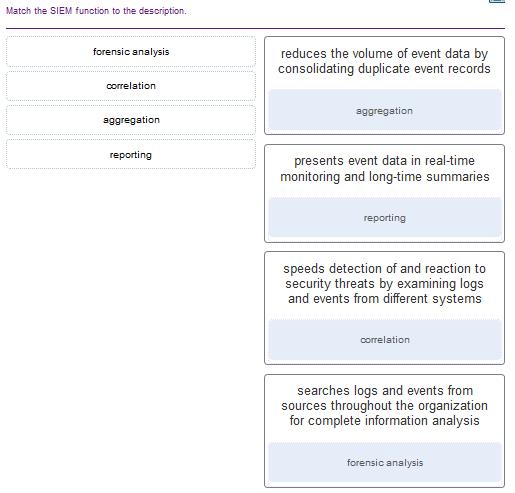 Match the SIEM function to the description.
forensic analysis
correlation
aggregation
reporting
reduces the volume of event data by
consolidating duplicate event records
aggregation
presents event data in real-time
monitoring and long-time summaries
reporting
speeds detection of and reaction to
security threats by examining logs
and events from different systems
correlation
searches logs and events from
sources throughout the organization
for complete information analysis
forensic analysis